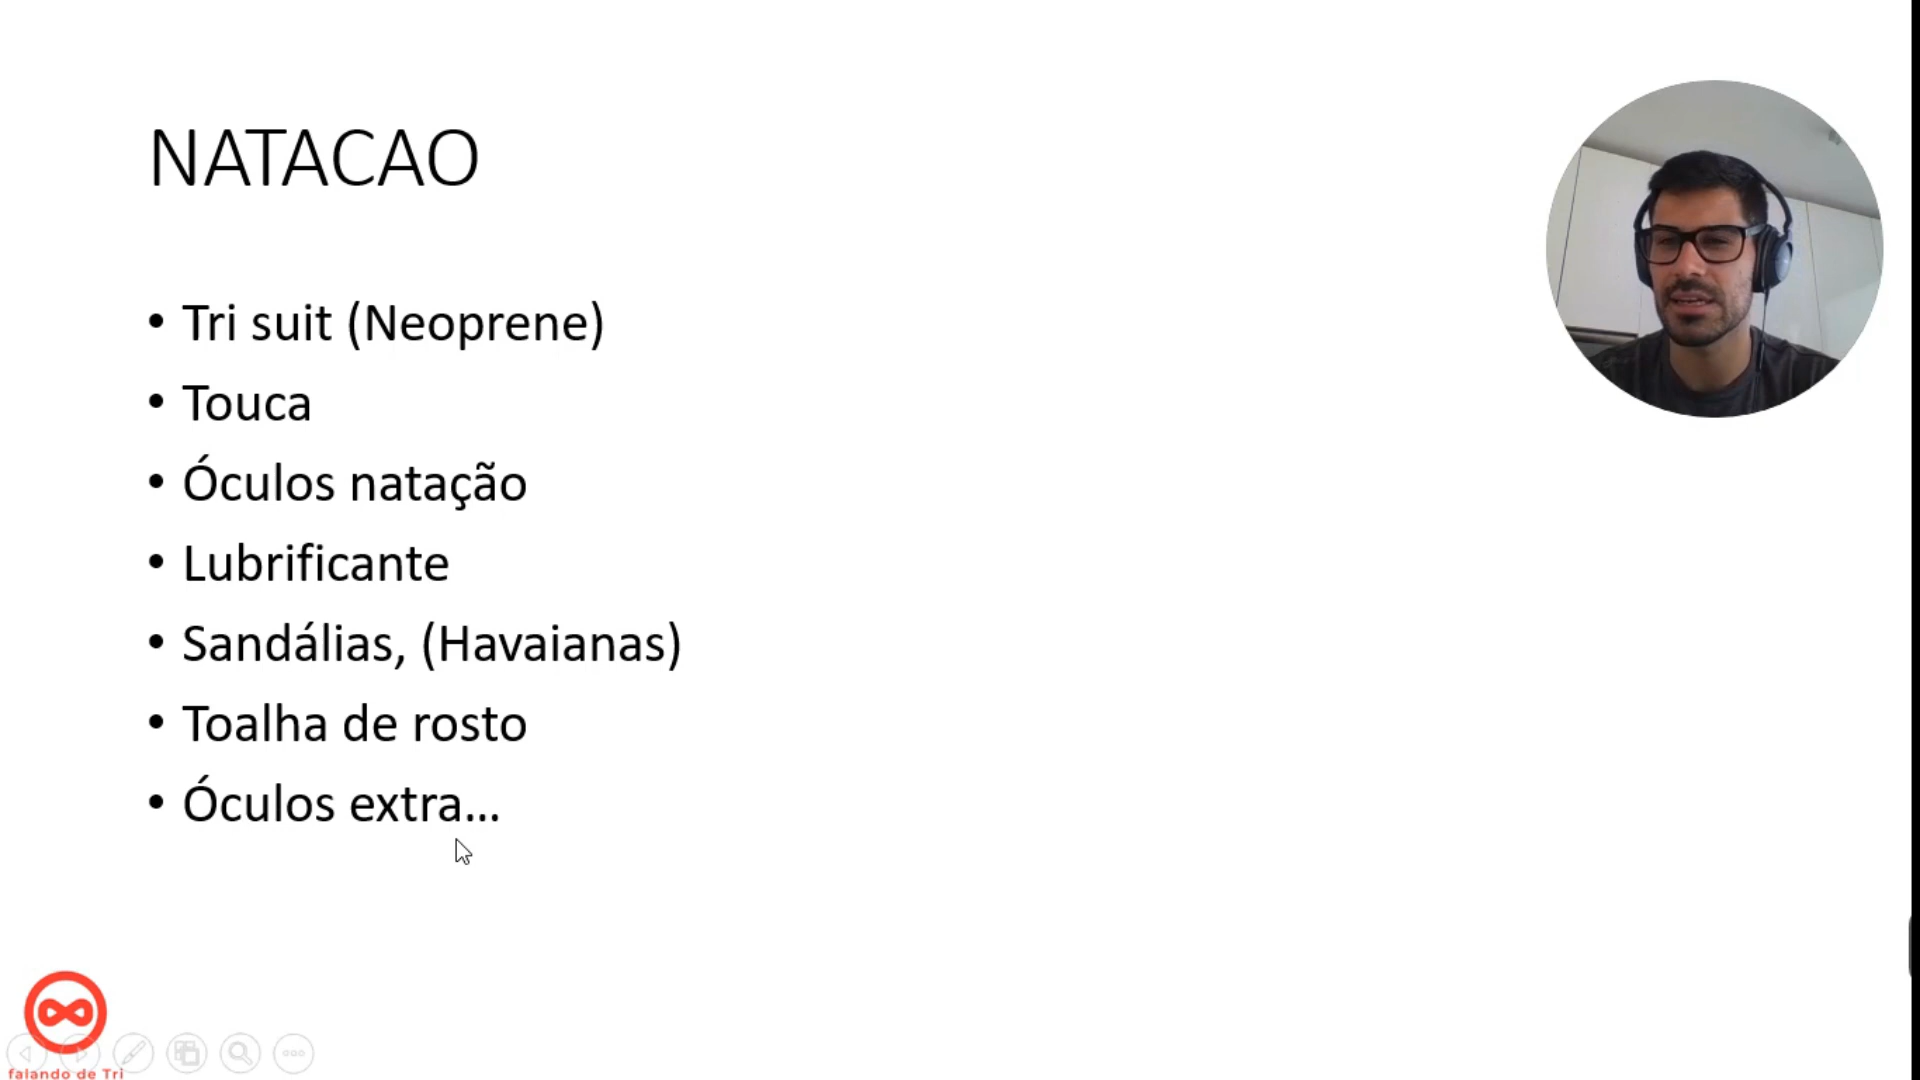 NATACAO
• Tri suit (Neoprene)
• Touca
• Óculos natação
• Lubrificante
• Sandálias, (Havaianas)
• Toalha de rosto
• Óculos extra...
falando de Tri